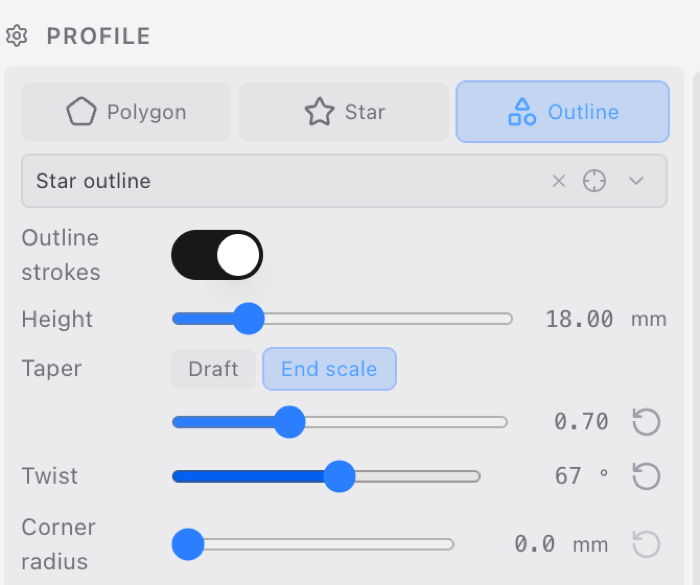 PROFILE
Polygon Star Outline
Star outline
Outline
strokes
Height 18.00 mm
Taper Draft End scale
0.70
Twist 67 °
Corner
radius 0.0 mm